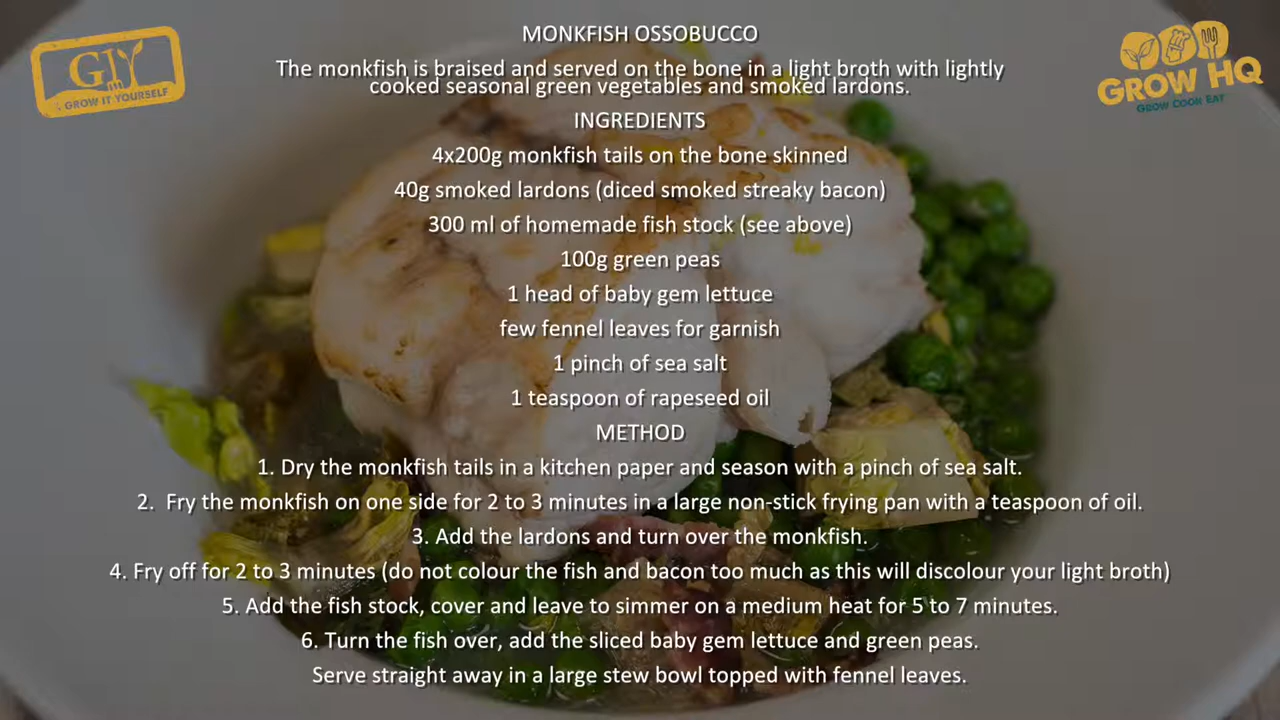 GIY
GROW IT YOURSELF
GROW HQ
GROW COOK EAT
MONKFISH OSSOBUCCO
The monkfish is braised and served on the bone in a light broth with lightly
cooked seasonal green vegetables and smoked lardons.
INGREDIENTS
4x200g monkfish tails on the bone skinned
40g smoked lardons (diced smoked streaky bacon)
300 ml of homemade fish stock (see above)
100g green peas
1 head of baby gem lettuce
few fennel leaves for garnish
1 pinch of sea salt
1 teaspoon of rapeseed oil
METHOD
1. Dry the monkfish tails in a kitchen paper and season with a pinch of sea salt.
2. Fry the monkfish on one side for 2 to 3 minutes in a large non-stick frying pan with a teaspoon of oil.
3. Add the lardons and turn over the monkfish.
4. Fry off for 2 to 3 minutes (do not colour the fish and bacon too much as this will discolour your light broth)
5. Add the fish stock, cover and leave to simmer on a medium heat for 5 to 7 minutes.
6. Turn the fish over, add the sliced baby gem lettuce and green peas.
Serve straight away in a large stew bowl topped with fennel leaves.